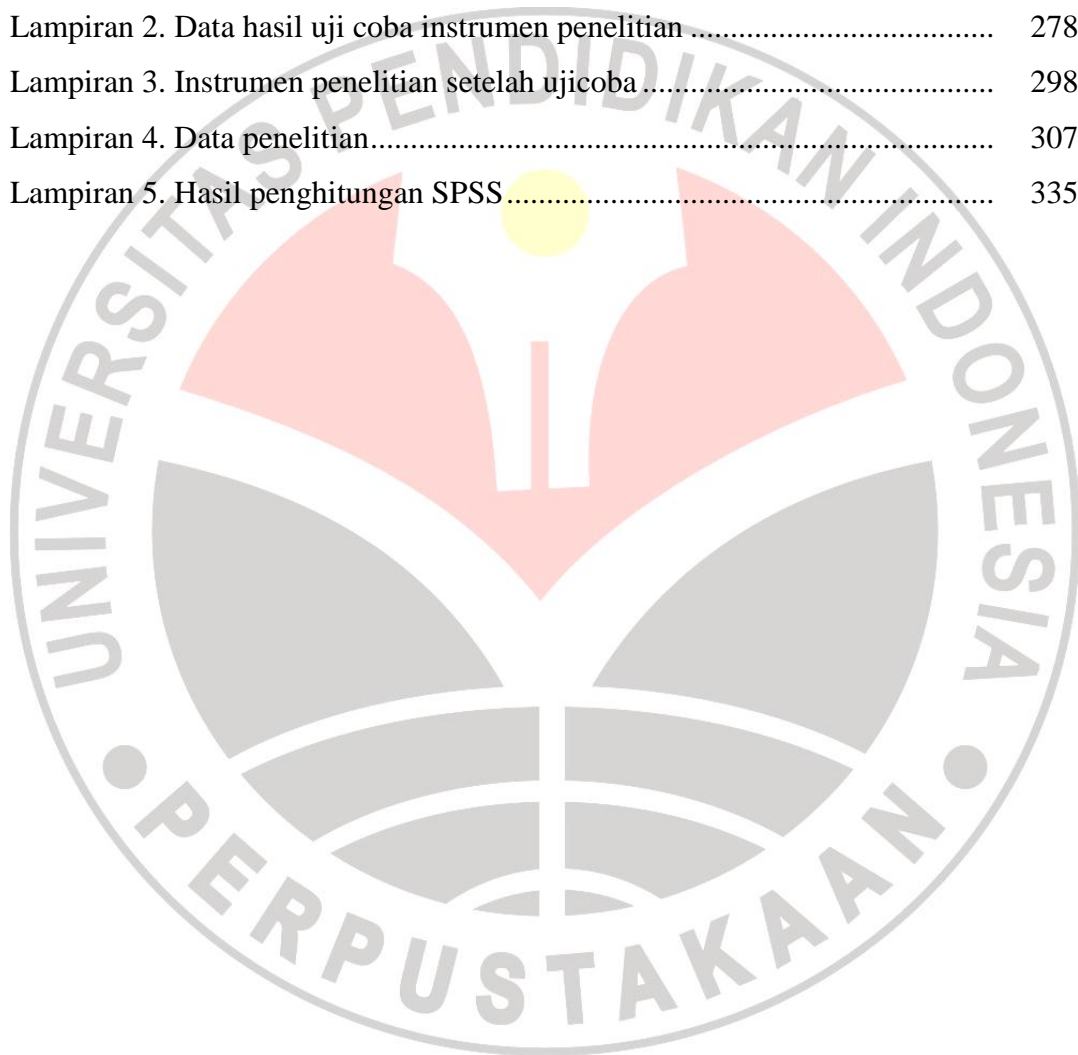 Lampiran 2. Data hasil uji coba instrumen penelitian .................................... 278
Lampiran 3. Instrumen penelitian setelah ujicoba .......................................... 298
Lampiran 4. Data penelitian.......................................................................... 307
Lampiran 5. Hasil penghitungan SPSS.......................................................... 335
UNIVERSITAS PENDIDIKAN INDONESIA
• PERPUSTAKAAN •